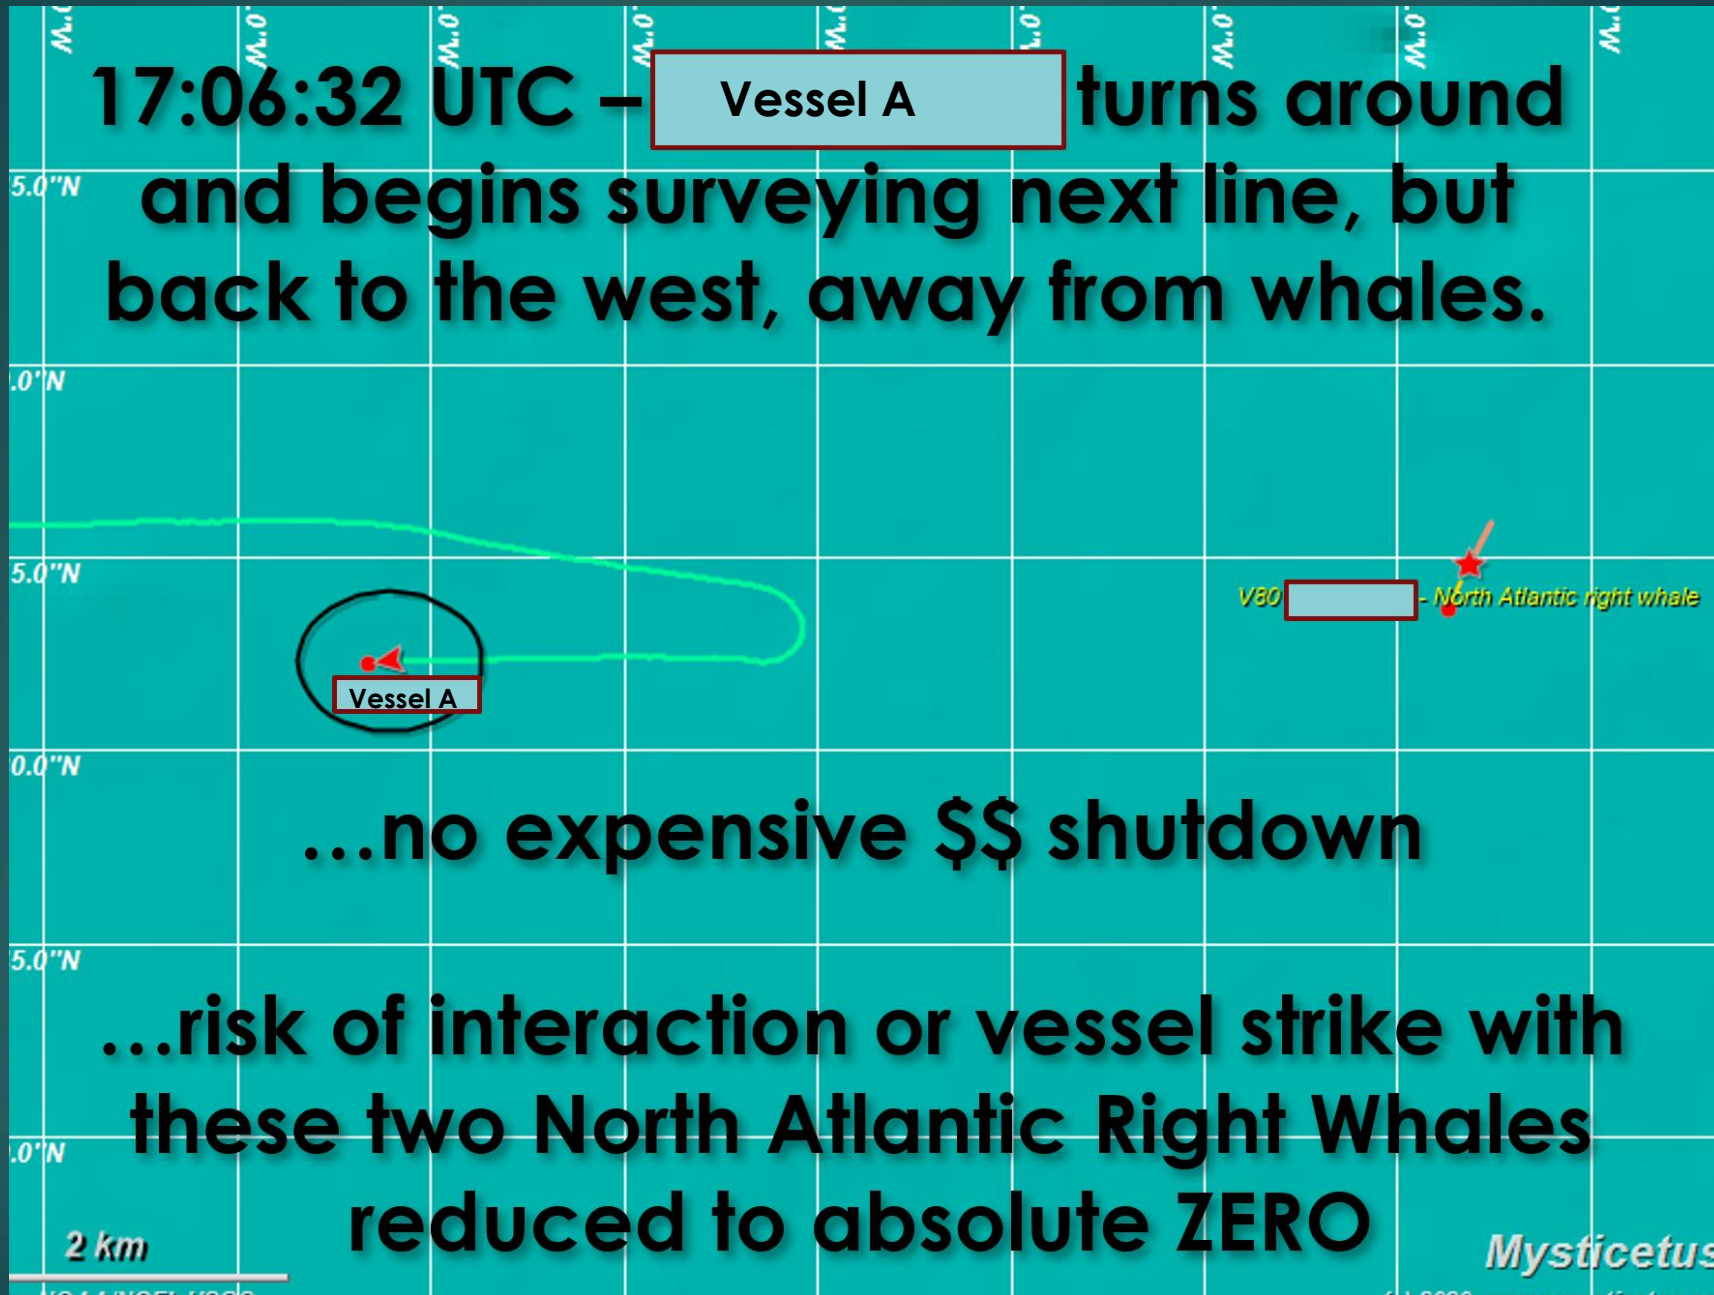 17:06:32 UTC – Vessel A turns around
and begins surveying next line, but
back to the west, away from whales.
5.0"N
.0"N
5.0"N
V80 - North Atlantic right whale
Vessel A
0.0"N
...no expensive $$ shutdown
5.0"N
...risk of interaction or vessel strike with
these two North Atlantic Right Whales
.0"N
reduced to absolute ZERO
2 km
Mysticetus